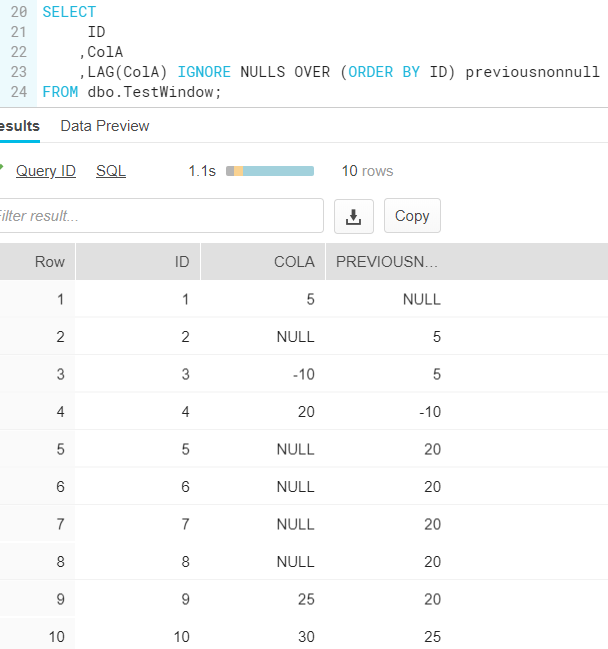 20 SELECT
21 ID
22 ,ColA
23 ,LAG(ColA) IGNORE NULLS OVER (ORDER BY ID) previousnonnull
24 FROM dbo.TestWindow;
esults Data Preview
Query ID SQL 1.1s 10 rows
ilter result... Copy
Row ID COLA PREVIOUSN...
1 1 5 NULL
2 2 NULL 5
3 3 -10 5
4 4 20 -10
5 5 NULL 20
6 6 NULL 20
7 7 NULL 20
8 8 NULL 20
9 9 25 20
10 10 30 25